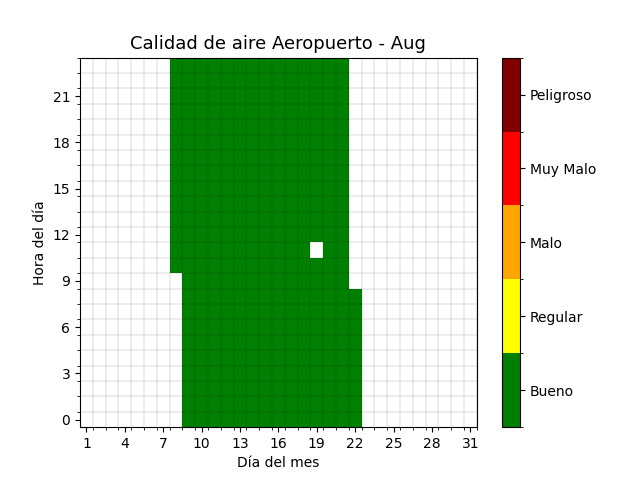 Calidad de aire Aeropuerto - Aug
21
18
15
12
9
6
3
0
Hora del día
1 4 7 10 13 16 19 22 25 28 31
Día del mes
Peligroso
Muy Malo
Malo
Regular
Bueno